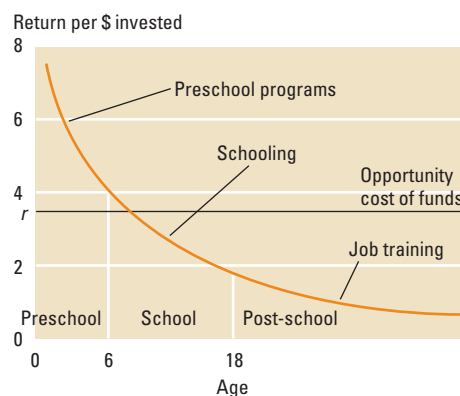 Return per $ invested
8
Preschool programs
6
Schooling
Opportunity
cost of funds
4
r
Job training
2
Preschool
School
Post-school
0
0
6
18
Age